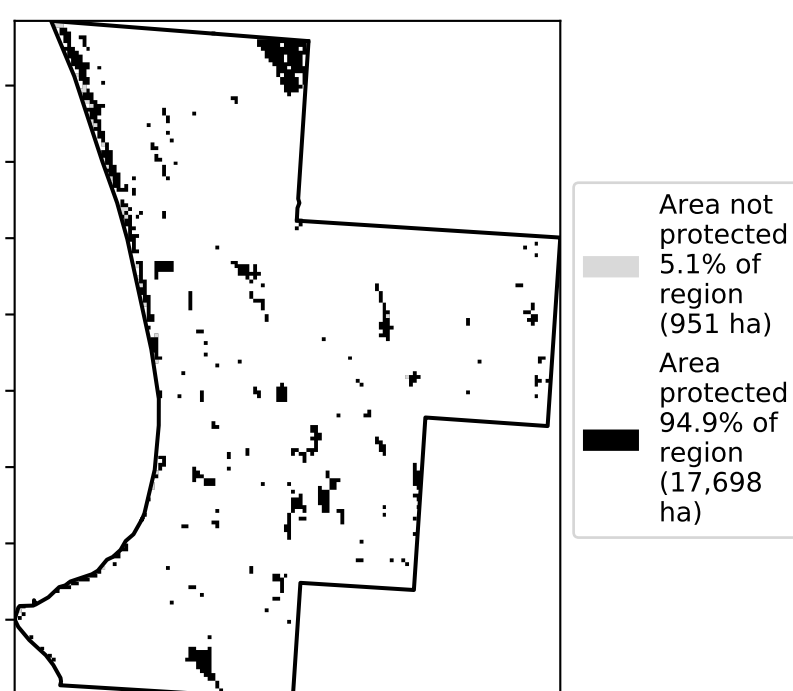 Area not
protected
5.1% of
region
(951 ha)
Area
protected
94.9% of
region
(17,698
ha)